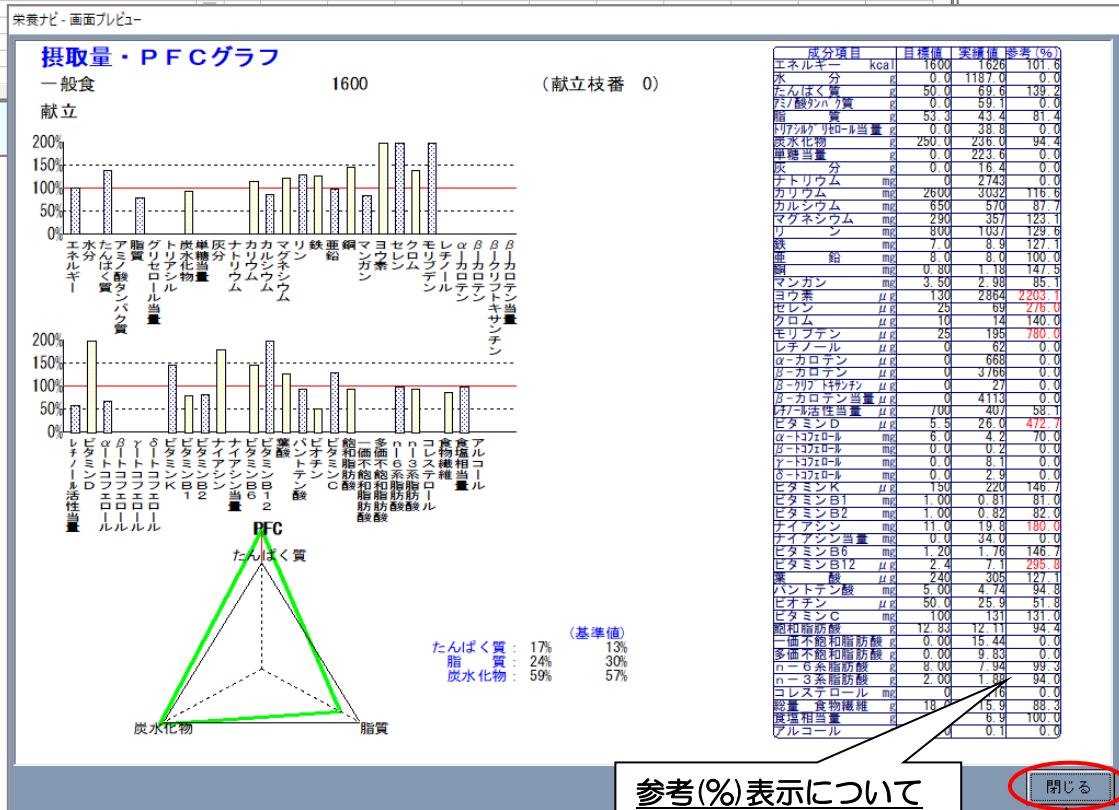 栄養ナビ - 画面プレビュー
摂取量・PFCグラフ
一般食 1600 (献立枝番 0)
献立
200%
150%
100%
50%
0%
エネルギー
水分
たんぱく質
アミノ酸タンパク質
脂質
グリセロール当量
トリアシル
炭水化物
単糖当量
灰分
ナトリウム
カリウム
カルシウム
マグネシウム
リン
鉄
亜鉛
銅
マンガン
ヨウ素
セレン
クロム
モリブデン
レチノール
α-カロテン
β-カロテン
β-クリプトキサンチン
β-カロテン当量
200%
150%
100%
50%
0%
レチノール活性当量
ビタミンD
α-トコフェロール
β-トコフェロール
γ-トコフェロール
δ-トコフェロール
ビタミンK
ビタミンB1
ビタミンB2
ナイアシン
ナイアシン当量
ビタミンB6
ビタミンB12
葉酸
パントテン酸
ビオチン
ビタミンC
飽和脂肪酸
一価不飽和脂肪酸
多価不飽和脂肪酸
n-6系脂肪酸
n-3系脂肪酸
コレステロール
食物繊維
食塩相当量
アルコール
PFC
たんぱく質
炭水化物
脂質
(基準値)
たんぱく質: 17% 13%
脂 質: 24% 30%
炭水化物: 59% 57%
成分項目 目標値 実績値 参考(%)
エネルギー kcal 1600 1626 101.6
水 分 g 0.0 1187.0 0.0
たんぱく質 g 50.0 69.6 139.2
アミノ酸タンパク質 g 0.0 59.1 0.0
脂 質 g 53.3 43.4 81.4
トリアシルグリセロール当量 g 0.0 38.8 0.0
炭水化物 g 250.0 236.0 94.4
単糖当量 g 0.0 223.6 0.0
灰 分 g 0.0 16.4 0.0
ナトリウム mg 0 2743 0.0
カリウム mg 2600 3032 116.6
カルシウム mg 650 570 87.7
マグネシウム mg 290 357 123.1
リ ン mg 800 1037 129.6
鉄 mg 7.0 8.9 127.1
亜 鉛 mg 8.0 8.0 100.0
銅 mg 0.80 1.18 147.5
マンガン mg 3.50 2.98 85.1
ヨウ素 μg 130 2864 2203.1
セレン μg 25 69 276.0
クロム μg 10 14 140.0
モリブデン μg 25 195 780.0
レチノール μg 0 62 0.0
α-カロテン μg 0 668 0.0
β-カロテン μg 0 3766 0.0
β-クリプトキサンチン μg 0 27 0.0
β-カロテン当量 μg 0 4113 0.0
レチノール活性当量 μg 700 407 58.1
ビタミンD μg 5.5 26.0 472.7
α-トコフェロール mg 6.0 4.2 70.0
β-トコフェロール mg 0.0 0.2 0.0
γ-トコフェロール mg 0.0 8.1 0.0
δ-トコフェロール mg 0.0 2.9 0.0
ビタミンK μg 150 220 146.7
ビタミンB1 mg 1.00 0.81 81.0
ビタミンB2 mg 1.00 0.82 82.0
ナイアシン mg 11.0 19.8 180.0
ナイアシン当量 mg 0.0 34.0 0.0
ビタミンB6 mg 1.20 1.76 146.7
ビタミンB12 μg 2.4 7.1 295.8
葉 酸 μg 240 305 127.1
パントテン酸 mg 5.00 4.74 94.8
ビオチン μg 50.0 25.9 51.8
ビタミンC mg 100 131 131.0
飽和脂肪酸 g 12.83 12.11 94.4
一価不飽和脂肪酸 g 0.00 15.44 0.0
多価不飽和脂肪酸 g 0.00 9.83 0.0
n-6系脂肪酸 g 8.00 7.94 99.3
n-3系脂肪酸 g 2.00 1.88 94.0
コレステロール mg 0 16 0.0
総量 食物繊維 g 18.0 15.9 88.3
食塩相当量 g 6.9 100.0
アルコール 0.1 0.0
参考(%)表示について
閉じる